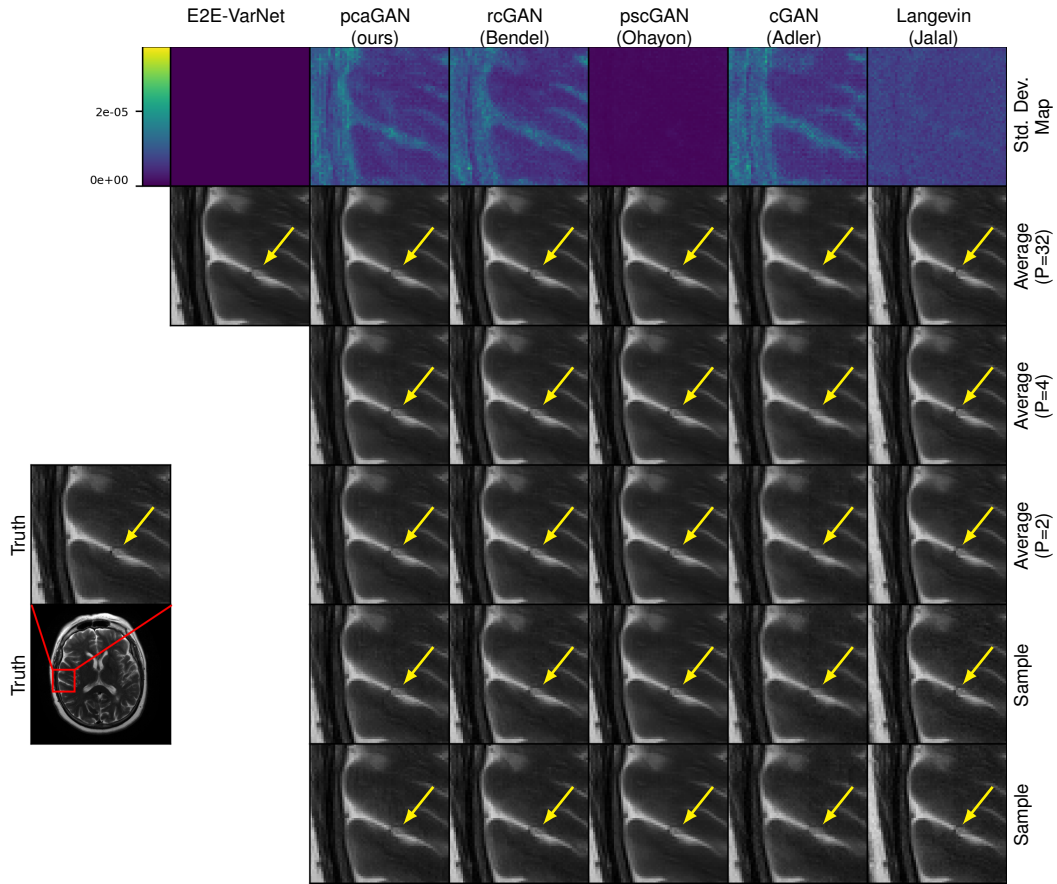 E2E-VarNet
pcaGAN
(ours)
rcGAN
(Bendel)
pscGAN
(Ohayon)
cGAN
(Adler)
Langevin
(Jalal)
2e-05
0e+00
Std. Dev.
Map
Average
(P=32)
Average
(P=4)
Truth
Average
(P=2)
Truth
Sample
Sample